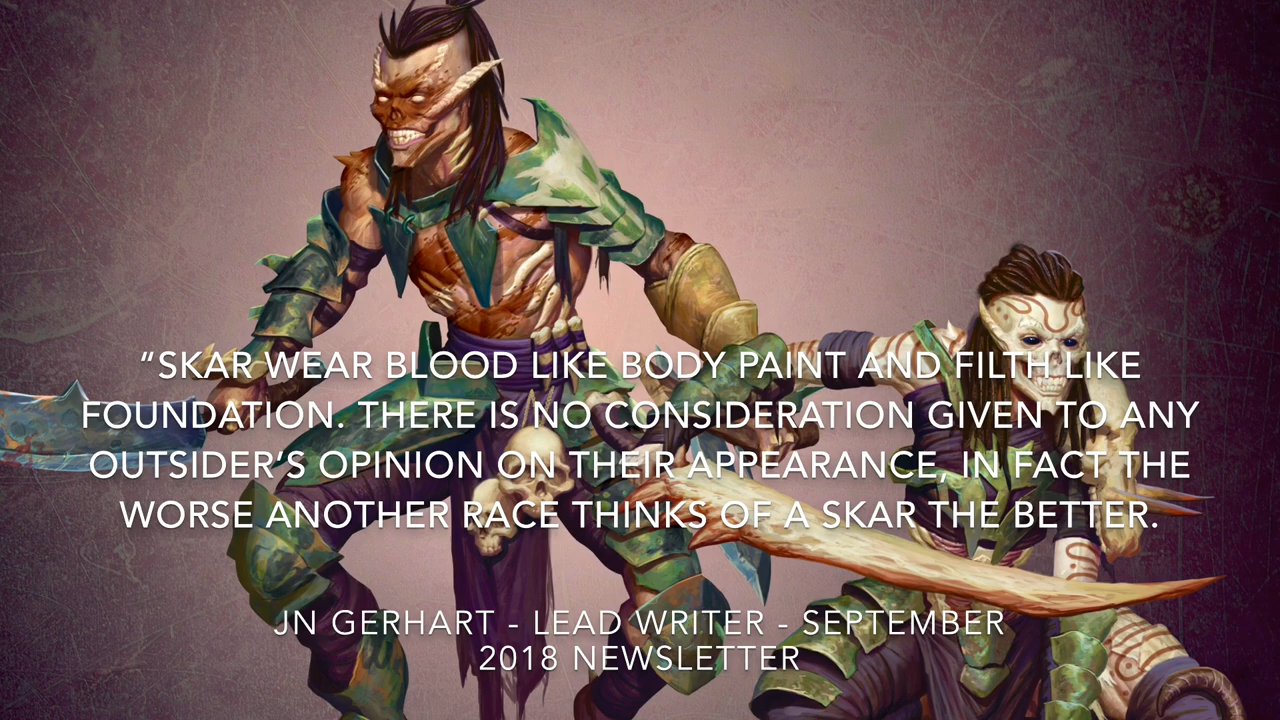 “SKAR WEAR BLOOD LIKE BODY PAINT AND FILTH LIKE
FOUNDATION. THERE IS NO CONSIDERATION GIVEN TO ANY
OUTSIDER’S OPINION ON THEIR APPEARANCE, IN FACT THE
WORSE ANOTHER RACE THINKS OF A SKAR THE BETTER.
JN GERHART - LEAD WRITER - SEPTEMBER
2018 NEWSLETTER